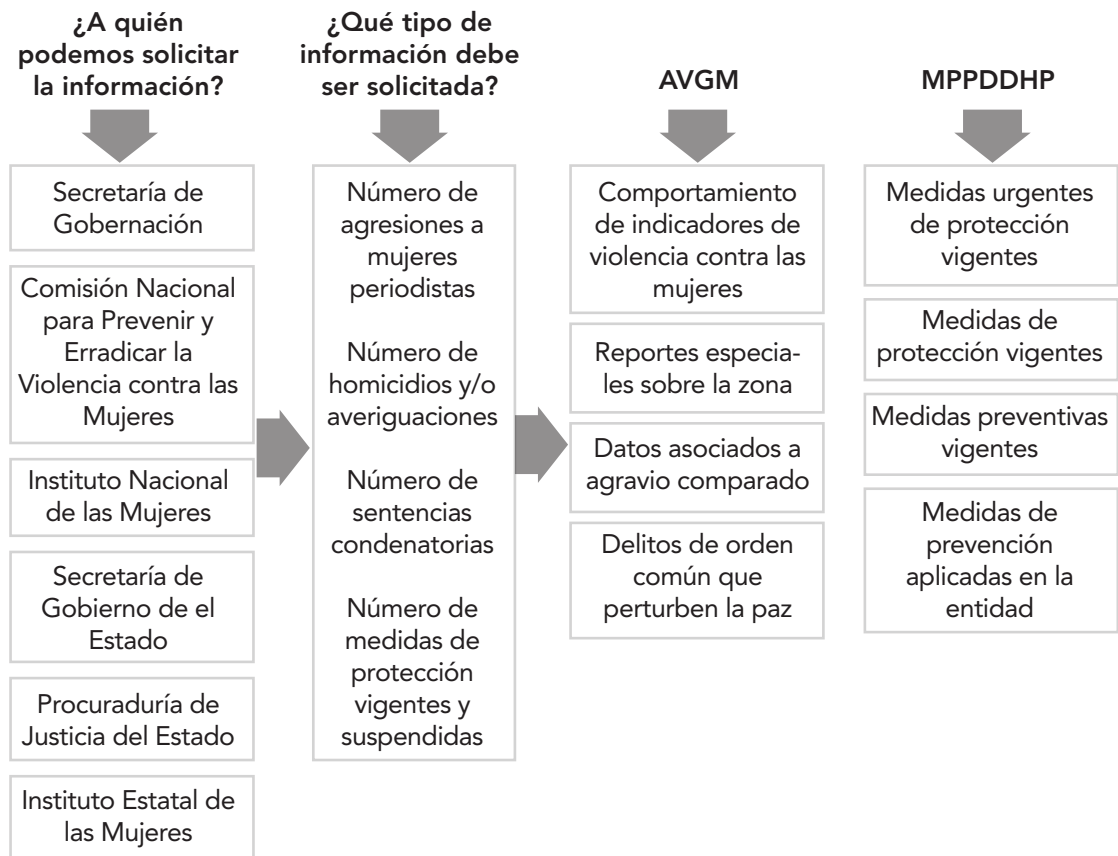 ¿A quién
podemos solicitar
la información?
Secretaría de
Gobernación
Comisión Nacional
para Prevenir y
Erradicar la
Violencia contra las
Mujeres
Instituto Nacional
de las Mujeres
Secretaría de
Gobierno de el
Estado
Procuraduría de
Justicia del Estado
Instituto Estatal de
las Mujeres
¿Qué tipo de
información debe
ser solicitada?
Número de
agresiones a
mujeres
periodistas
Número de
homicidios y/o
averiguaciones
Número de
sentencias
condenatorias
Número de
medidas de
protección
vigentes y
suspendidas
AVGM
Comportamiento
de indicadores de
violencia contra las
mujeres
Reportes especia-
les sobre la zona
Datos asociados a
agravio comparado
Delitos de orden
común que
perturben la paz
MPPDDHP
Medidas urgentes
de protección
vigentes
Medidas de
protección vigentes
Medidas preventivas
vigentes
Medidas de
prevención
aplicadas en la
entidad